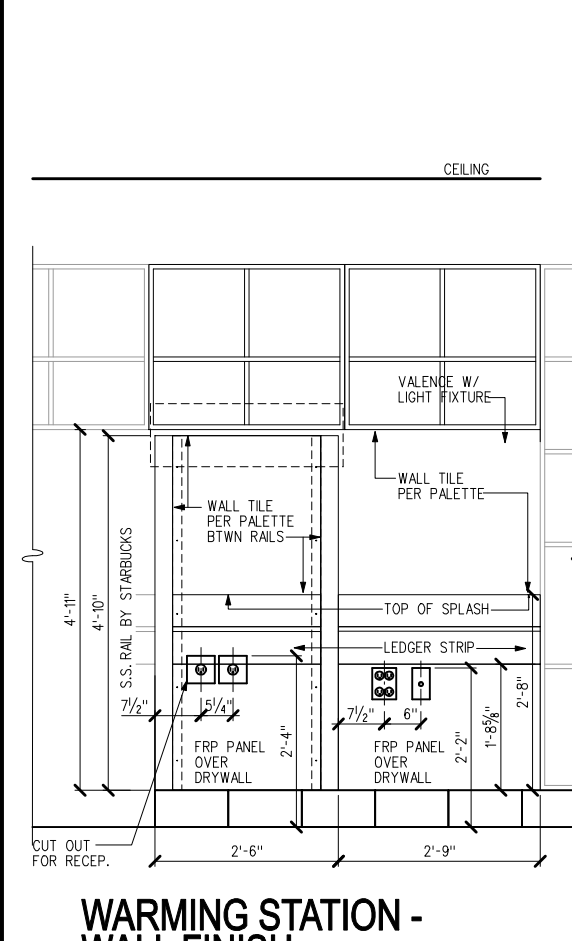 CEILING
VALENCE W/
LIGHT FIXTURE
WALL TILE
PER PALETTE
WALL TILE
PER PALETTE
BTWN RAILS
4'-11"
4'-10"
S.S. RAIL BY STARBUCKS
TOP OF SPLASH
LEDGER STRIP
7½"
5¼"
2'-4"
7½"
6"
2'-2"
1'-8⅝"
2'-8"
FRP PANEL
OVER
DRYWALL
FRP PANEL
OVER
DRYWALL
CUT OUT
FOR RECEP.
2'-6"
2'-9"
WARMING STATION -
WALL FINISH